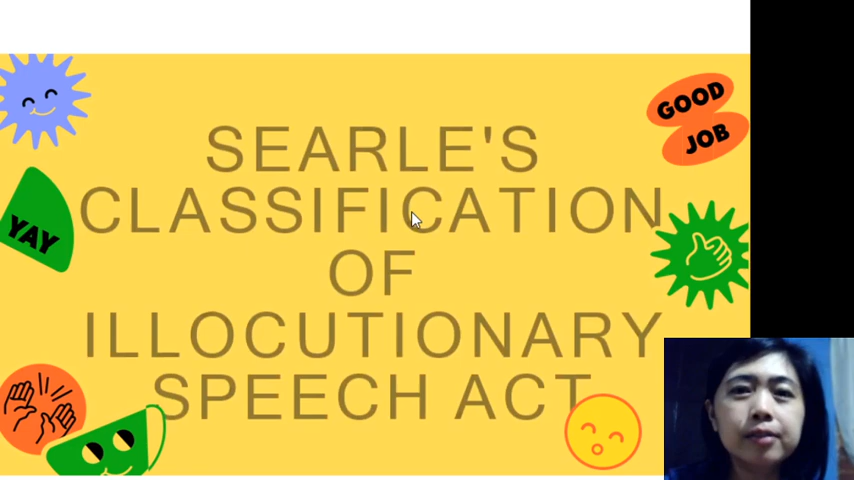 SEARLE'S
CLASSIFICATION
OF
ILLOCUTIONARY
SPEECH ACT
GOOD
JOB
YAY